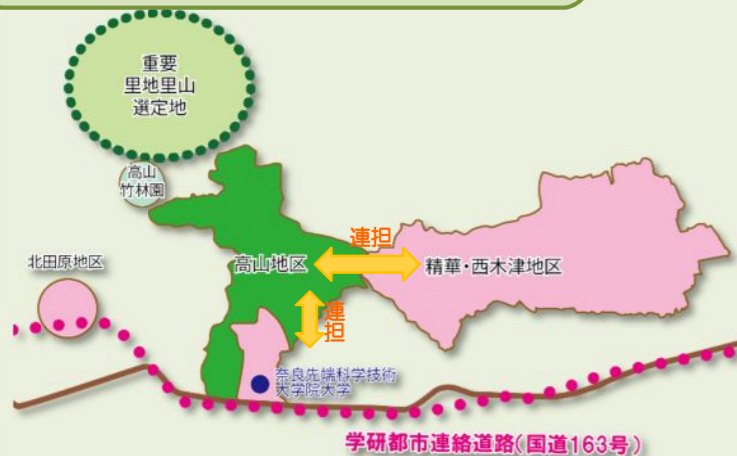 重要
里地里山
選定地
高山
竹林園
連担
北田原地区
高山地区
精華・西木津地区
連
担
奈良先端科学技術
大学院大学
学研都市連絡道路(国道163号)